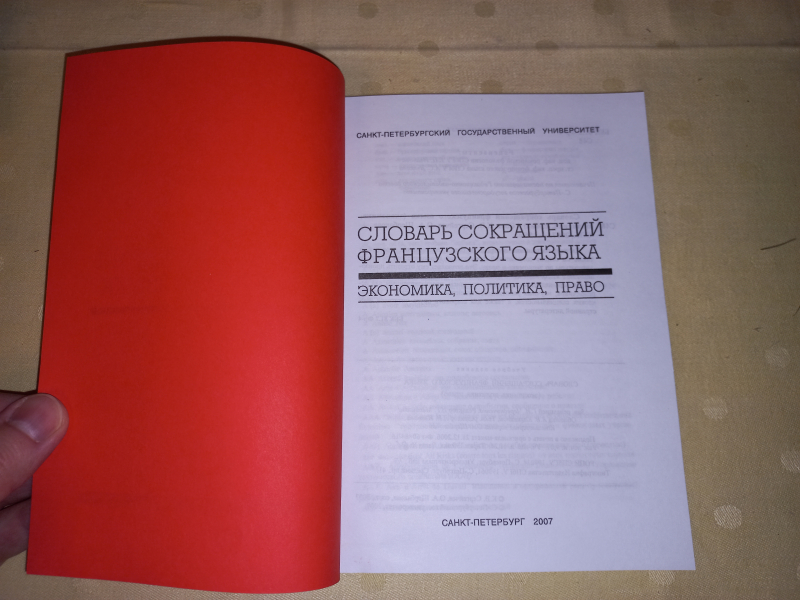 САНКТ-ПЕТЕРБУРГСКИЙ ГОСУДАРСТВЕННЫЙ УНИВЕРСИТЕТ
СЛОВАРЬ СОКРАЩЕНИЙ
ФРАНЦУЗСКОГО ЯЗЫКА
ЭКОНОМИКА, ПОЛИТИКА, ПРАВО
САНКТ-ПЕТЕРБУРГ 2007